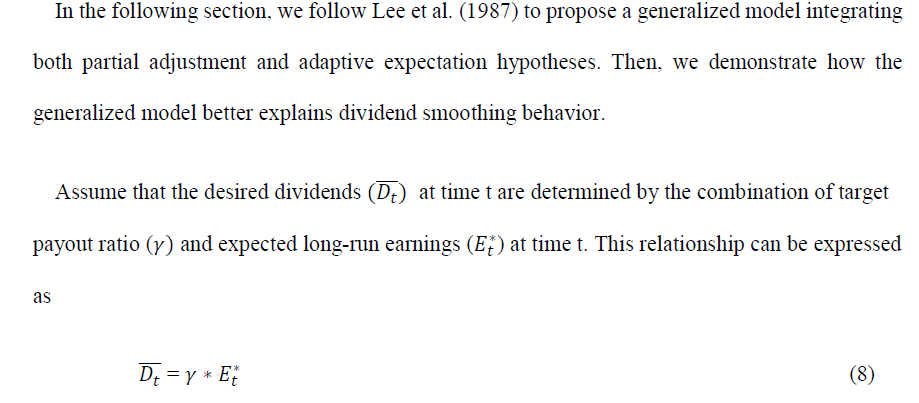 In the following section, we follow Lee et al. (1987) to propose a generalized model integrating
both partial adjustment and adaptive expectation hypotheses. Then, we demonstrate how the
generalized model better explains dividend smoothing behavior.
Assume that the desired dividends (\(\overline{D_t}\)) at time t are determined by the combination of target
payout ratio (γ) and expected long-run earnings (\(E_t^*\)) at time t. This relationship can be expressed
as
\(\overline{D_t} = γ * E_t^*\) (8)